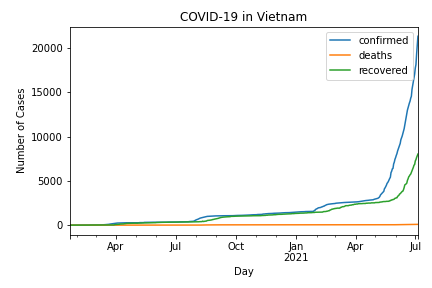 COVID-19 in Vietnam
confirmed
deaths
recovered
Number of Cases
20000
15000
10000
5000
0
Apr
Jul
Oct
Jan
2021
Apr
Jul
Day